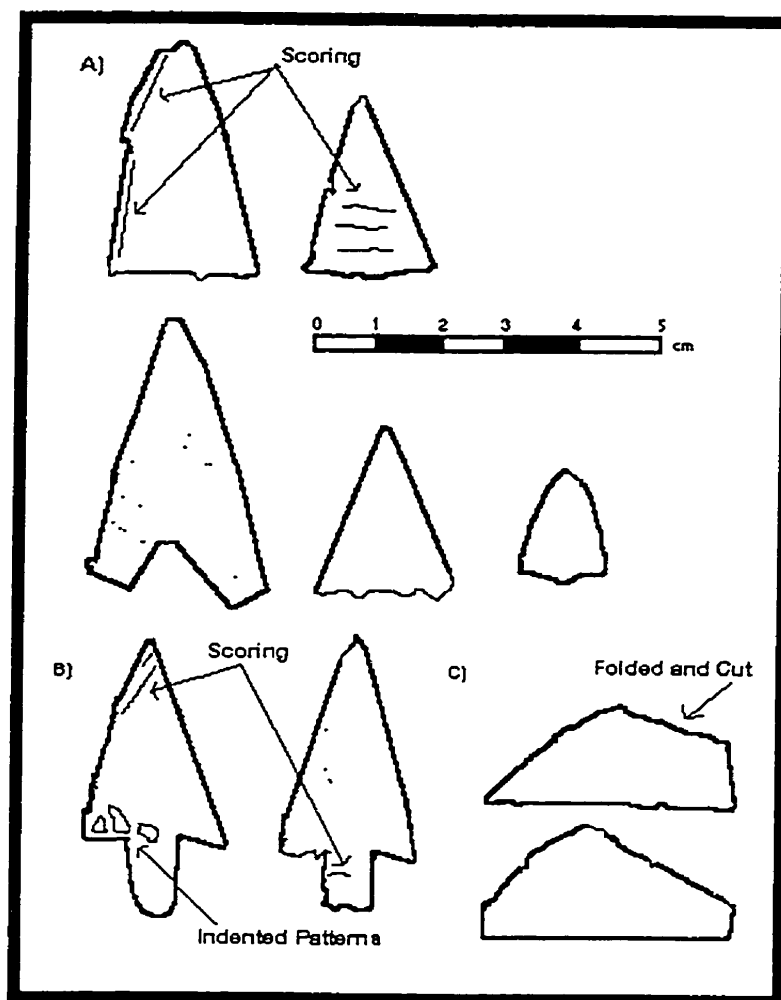 A)
Scoring
0 1 2 3 4 5
cm
B)
Scoring
C)
Folded and Cut
Indented Patterns